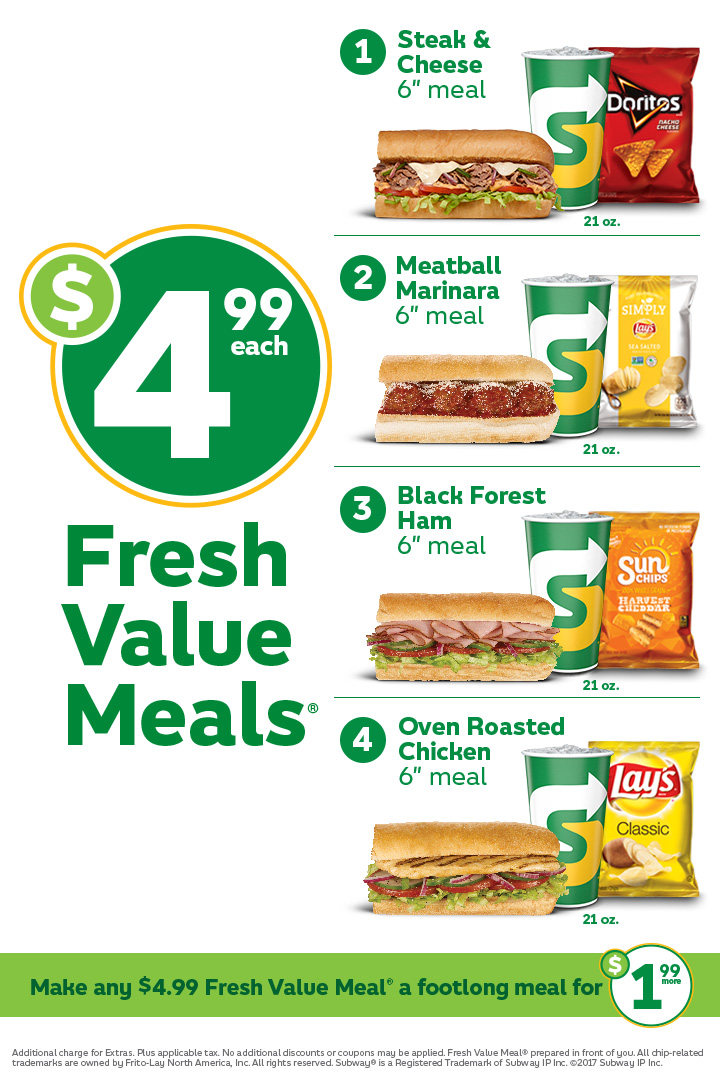 $4.99
each
Fresh
Value
Meals®
1
Steak &
Cheese
6" meal
Doritos
NACHO
CHEESE
21 oz.
2
Meatball
Marinara
6" meal
SIMPLY
Lay's
SEA SALTED
21 oz.
3
Black Forest
Ham
6" meal
Sun
CHIPS
HARVEST
CHEDDAR
21 oz.
4
Oven Roasted
Chicken
6" meal
Lay's
Classic
21 oz.
Make any $4.99 Fresh Value Meal® a footlong meal for $1.99 more
Additional charge for Extras. Plus applicable tax. No additional discounts or coupons may be applied. Fresh Value Meal® prepared in front of you. All chip-related
trademarks are owned by Frito-Lay North America, Inc. All rights reserved. Subway® is a Registered Trademark of Subway IP Inc. ©2017 Subway IP Inc.